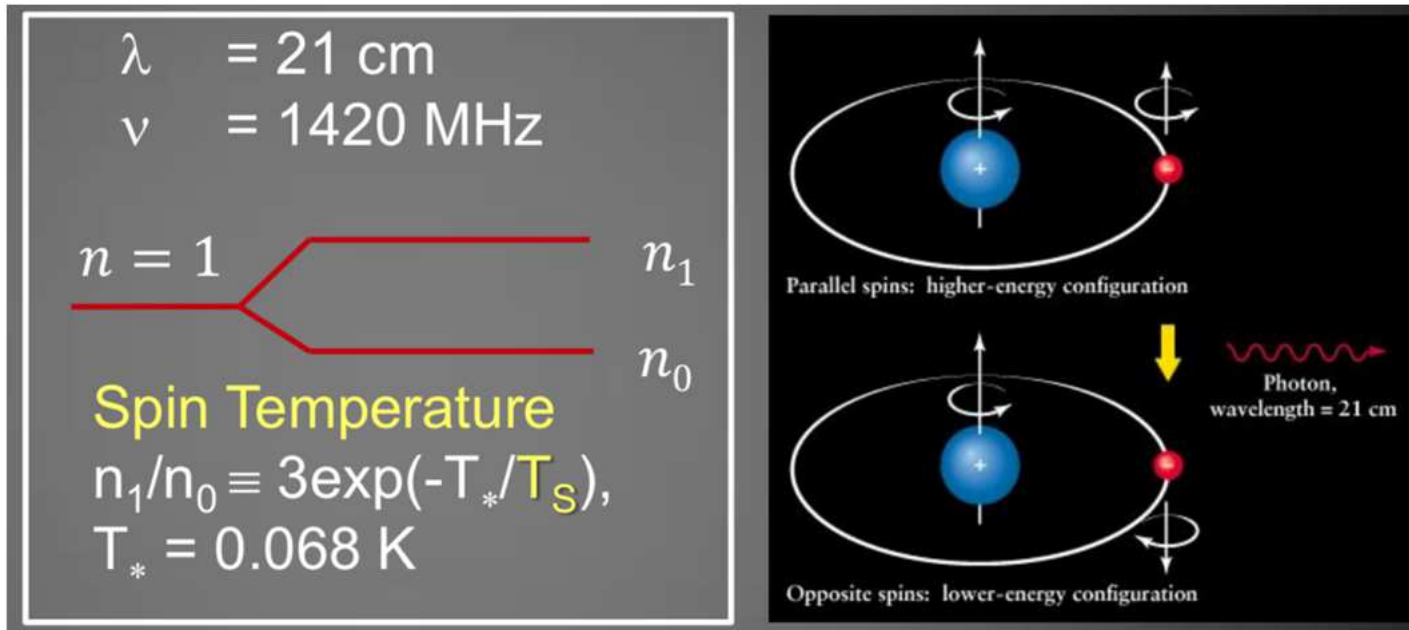 λ = 21 cm
ν = 1420 MHz
n = 1
n₁
n₀
Spin Temperature
n₁/n₀ ≡ 3exp(-T*/T_S),
T* = 0.068 K
+
−
Parallel spins: higher-energy configuration
Photon,
wavelength = 21 cm
+
−
Opposite spins: lower-energy configuration